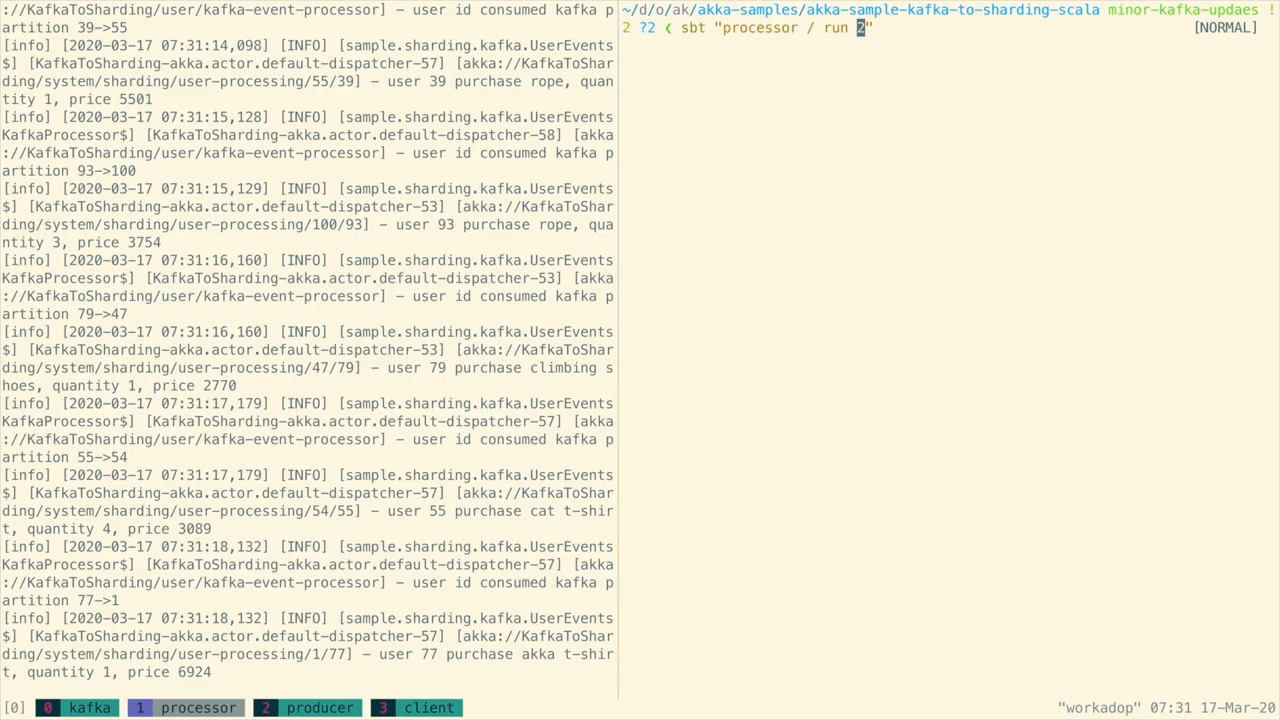 ://KafkaToSharding/user/kafka-event-processor] - user id consumed kafka p
artition 39->55
[info] [2020-03-17 07:31:14,098] [INFO] [sample.sharding.kafka.UserEvents
$] [KafkaToSharding-akka.actor.default-dispatcher-57] [akka://KafkaToShar
ding/system/sharding/user-processing/55/39] - user 39 purchase rope, quan
tity 1, price 5501
[info] [2020-03-17 07:31:15,128] [INFO] [sample.sharding.kafka.UserEvents
KafkaProcessor$] [KafkaToSharding-akka.actor.default-dispatcher-58] [akka
://KafkaToSharding/user/kafka-event-processor] - user id consumed kafka p
artition 93->100
[info] [2020-03-17 07:31:15,129] [INFO] [sample.sharding.kafka.UserEvents
$] [KafkaToSharding-akka.actor.default-dispatcher-53] [akka://KafkaToShar
ding/system/sharding/user-processing/100/93] - user 93 purchase rope, qua
ntity 3, price 3754
[info] [2020-03-17 07:31:16,160] [INFO] [sample.sharding.kafka.UserEvents
KafkaProcessor$] [KafkaToSharding-akka.actor.default-dispatcher-53] [akka
://KafkaToSharding/user/kafka-event-processor] - user id consumed kafka p
artition 79->47
[info] [2020-03-17 07:31:16,160] [INFO] [sample.sharding.kafka.UserEvents
$] [KafkaToSharding-akka.actor.default-dispatcher-53] [akka://KafkaToShar
ding/system/sharding/user-processing/47/79] - user 79 purchase climbing s
hoes, quantity 1, price 2770
[info] [2020-03-17 07:31:17,179] [INFO] [sample.sharding.kafka.UserEvents
KafkaProcessor$] [KafkaToSharding-akka.actor.default-dispatcher-57] [akka
://KafkaToSharding/user/kafka-event-processor] - user id consumed kafka p
artition 55->54
[info] [2020-03-17 07:31:17,179] [INFO] [sample.sharding.kafka.UserEvents
$] [KafkaToSharding-akka.actor.default-dispatcher-57] [akka://KafkaToShar
ding/system/sharding/user-processing/54/55] - user 55 purchase cat t-shir
t, quantity 4, price 3089
[info] [2020-03-17 07:31:18,132] [INFO] [sample.sharding.kafka.UserEvents
KafkaProcessor$] [KafkaToSharding-akka.actor.default-dispatcher-57] [akka
://KafkaToSharding/user/kafka-event-processor] - user id consumed kafka p
artition 77->1
[info] [2020-03-17 07:31:18,132] [INFO] [sample.sharding.kafka.UserEvents
$] [KafkaToSharding-akka.actor.default-dispatcher-57] [akka://KafkaToShar
ding/system/sharding/user-processing/1/77] - user 77 purchase akka t-shir
t, quantity 1, price 6924
~/d/o/ak/akka-samples/akka-sample-kafka-to-sharding-scala minor-kafka-updaes !
2 ?2 ❮ sbt "processor / run 2" [NORMAL]
[0] 0 kafka 1 processor 2 producer 3 client "workadop" 07:31 17-Mar-20